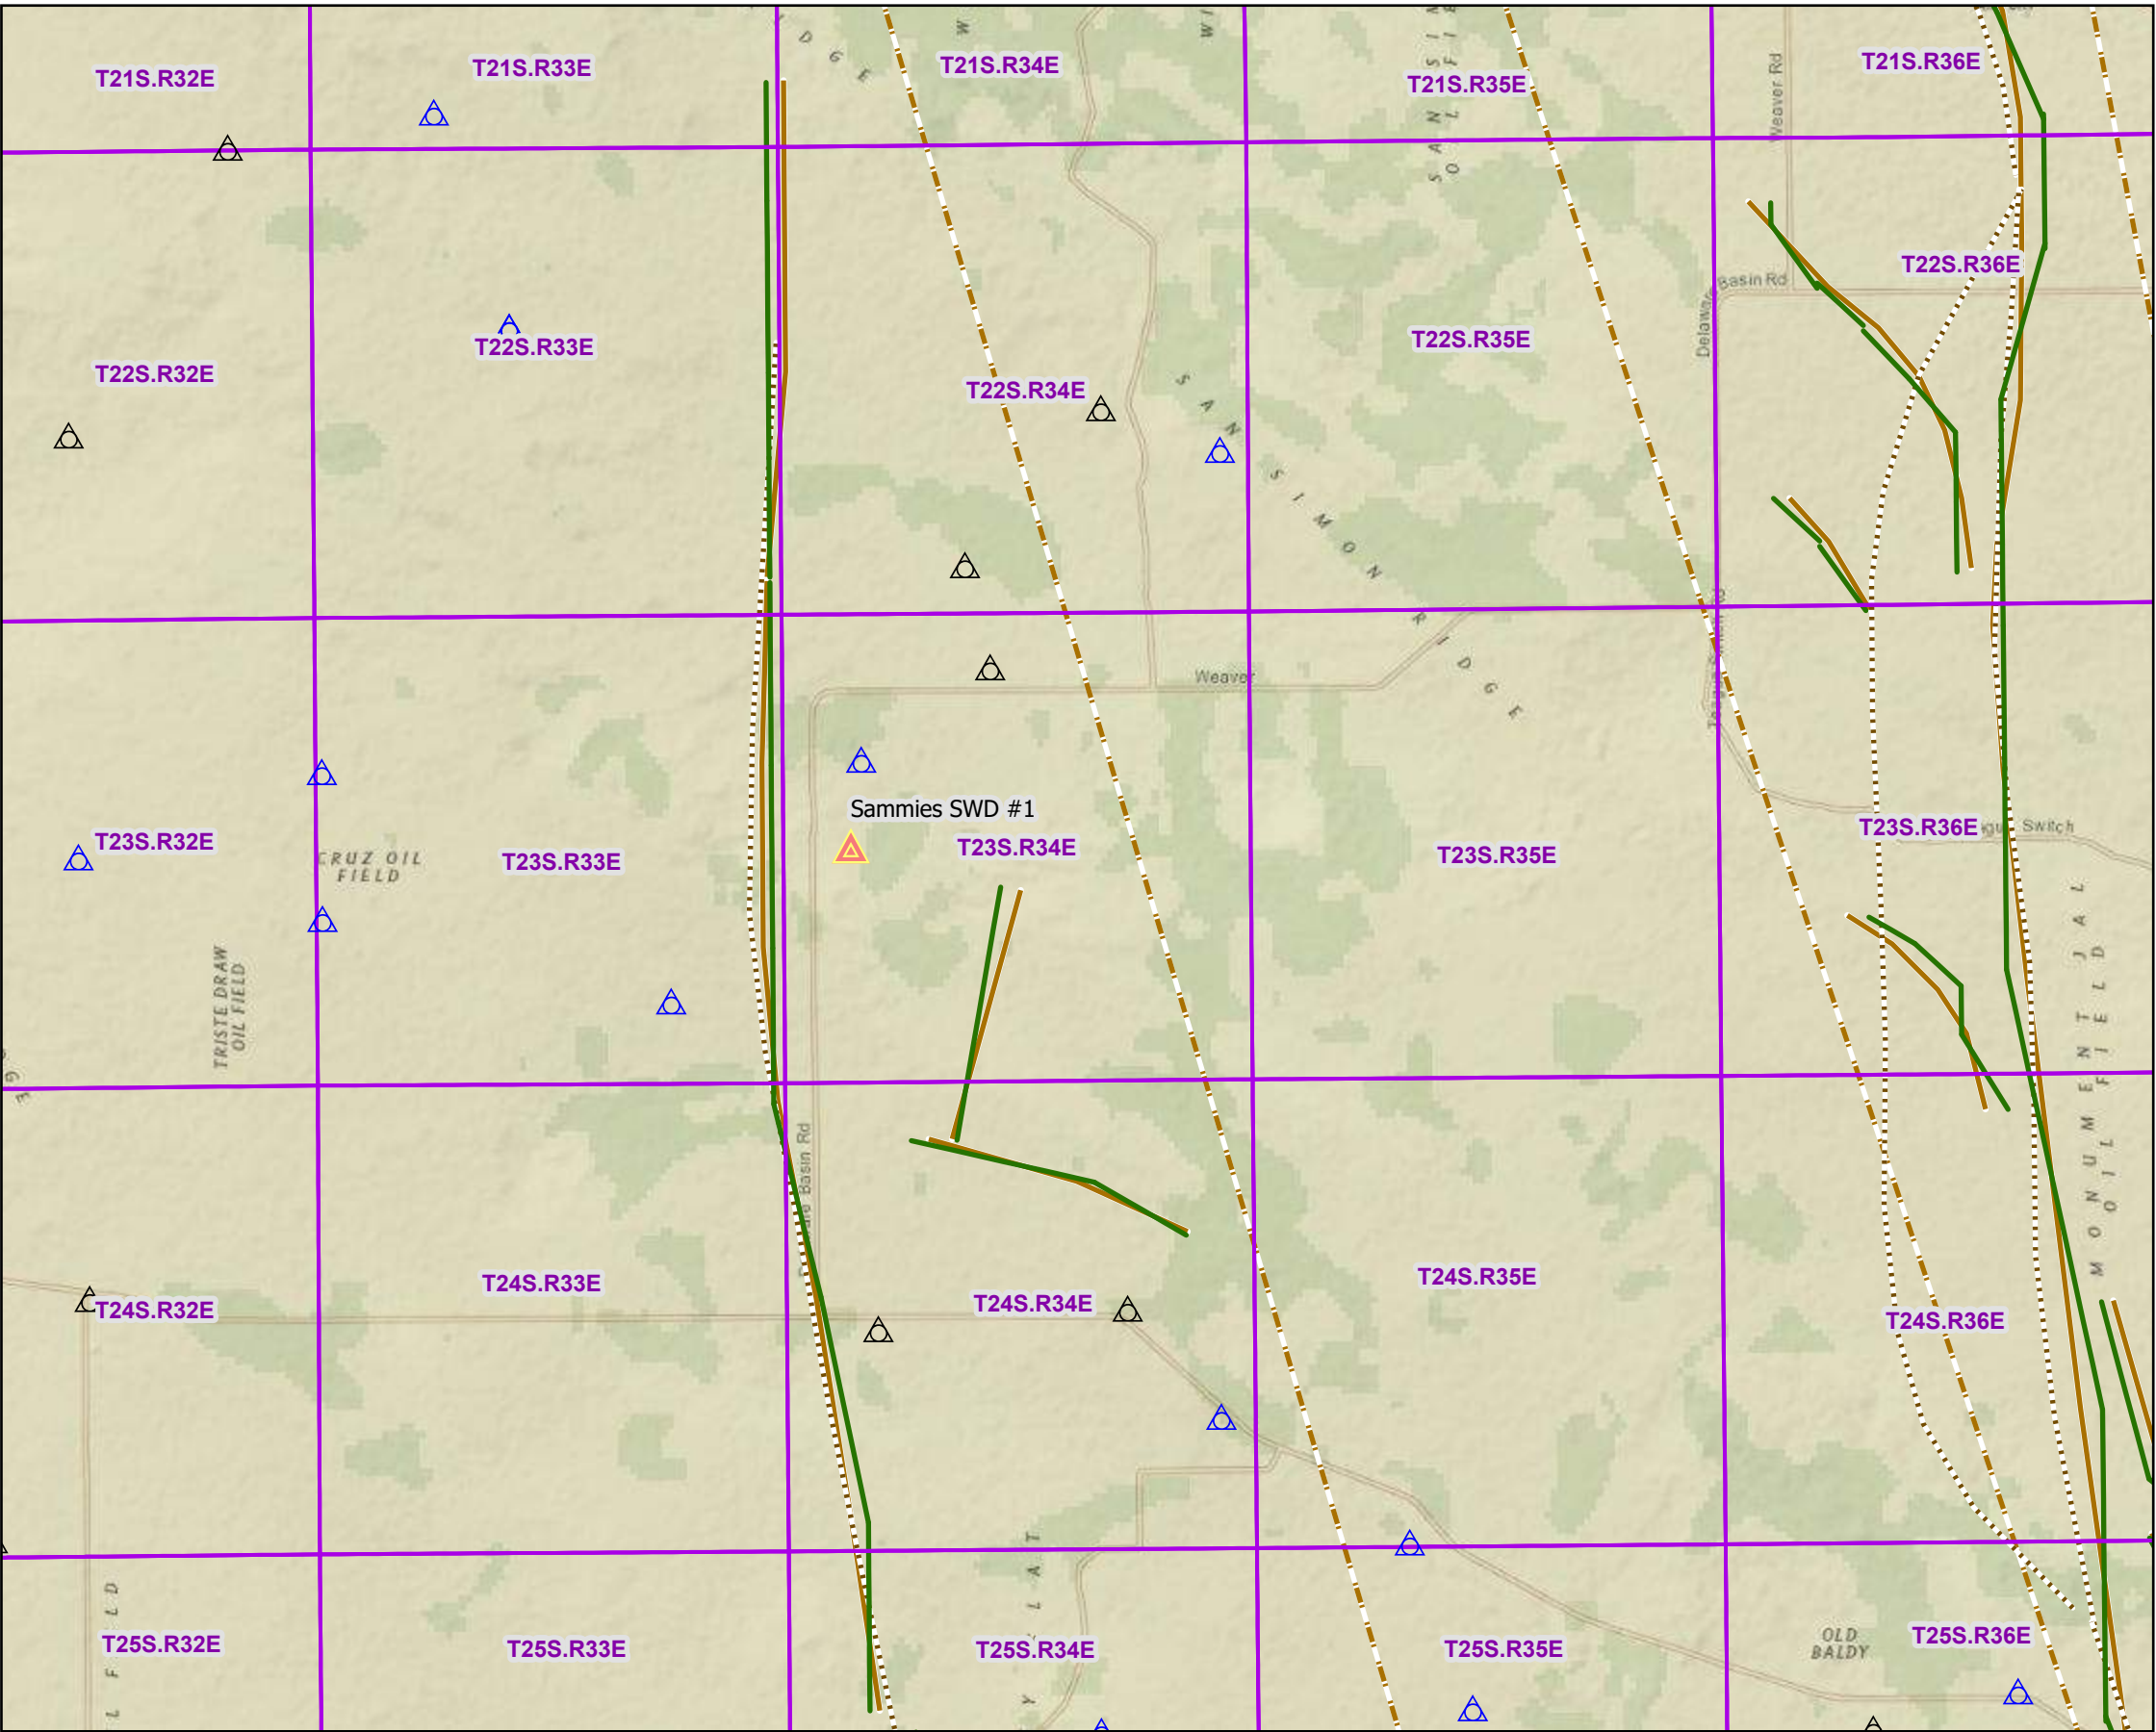 T21S.R32E
T21S.R33E
T21S.R34E
T21S.R35E
T21S.R36E
Weaver Rd
T22S.R32E
T22S.R33E
T22S.R34E
T22S.R35E
T22S.R36E
Delaware Basin Rd
SAN SIMON RIDGE
Weaver
Sammies SWD #1
T23S.R32E
CRUZ OIL
FIELD
T23S.R33E
T23S.R34E
T23S.R35E
T23S.R36E
Switch
TRISTE DRAW
OIL FIELD
MONUMENT JAL
OIL FIELD
Basin Rd
T24S.R32E
T24S.R33E
T24S.R34E
T24S.R35E
T24S.R36E
T25S.R32E
T25S.R33E
T25S.R34E
T25S.R35E
T25S.R36E
OLD
BALDY